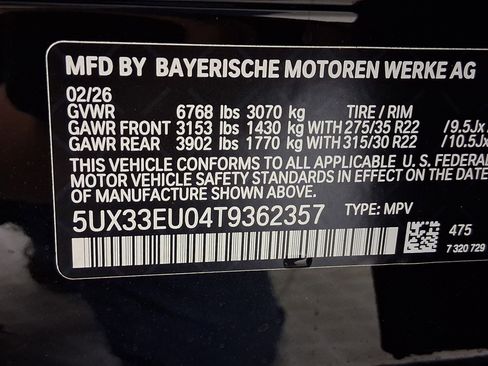 MFD BY BAYERISCHE MOTOREN WERKE AG
02/26
GVWR 6768 lbs 3070 kg TIRE / RIM
GAWR FRONT 3153 lbs 1430 kg WITH 275/35 R22 /9.5Jx
GAWR REAR 3902 lbs 1770 kg WITH 315/30 R22 /10.5Jx
THIS VEHICLE CONFORMS TO ALL APPLICABLE U. S. FEDERAL
MOTOR VEHICLE SAFETY STANDARDS IN EFFECT ON THE DATE
OF MANUFACTURE SHOWN ABOVE.
5UX33EU04T9362357 TYPE: MPV
475
7 320 729